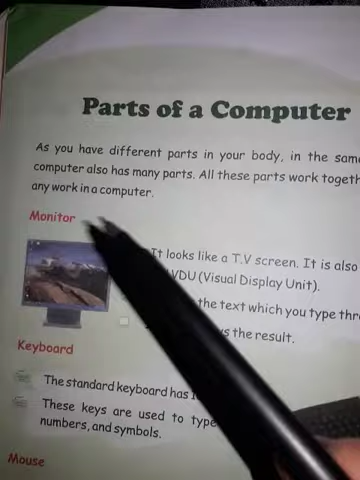 Parts of a Computer
As you have different parts in your body, in the same
computer also has many parts. All these parts work
any work in a computer.
Monitor
It looks like a T.V screen. It is also
VDU (Visual Display Unit).
the text which you type
the result.
Keyboard
The standard keyboard has
These keys are used to type
numbers, and symbols.
Mouse